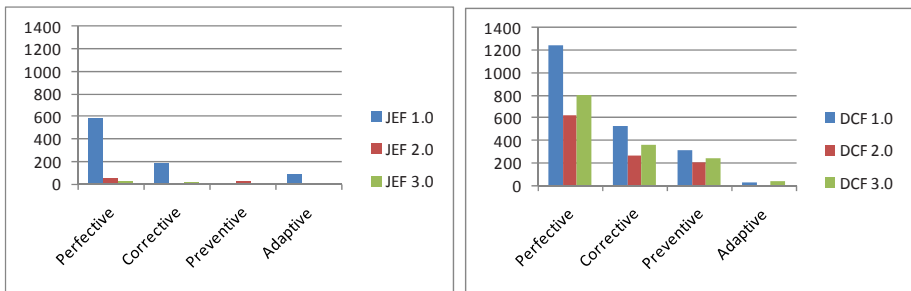 1400
1200
1000
800
600
400
200
0
Perfective
Corrective
Preventive
Adaptive
JEF 1.0
JEF 2.0
JEF 3.0
1400
1200
1000
800
600
400
200
0
Perfective
Corrective
Preventive
Adaptive
DCF 1.0
DCF 2.0
DCF 3.0